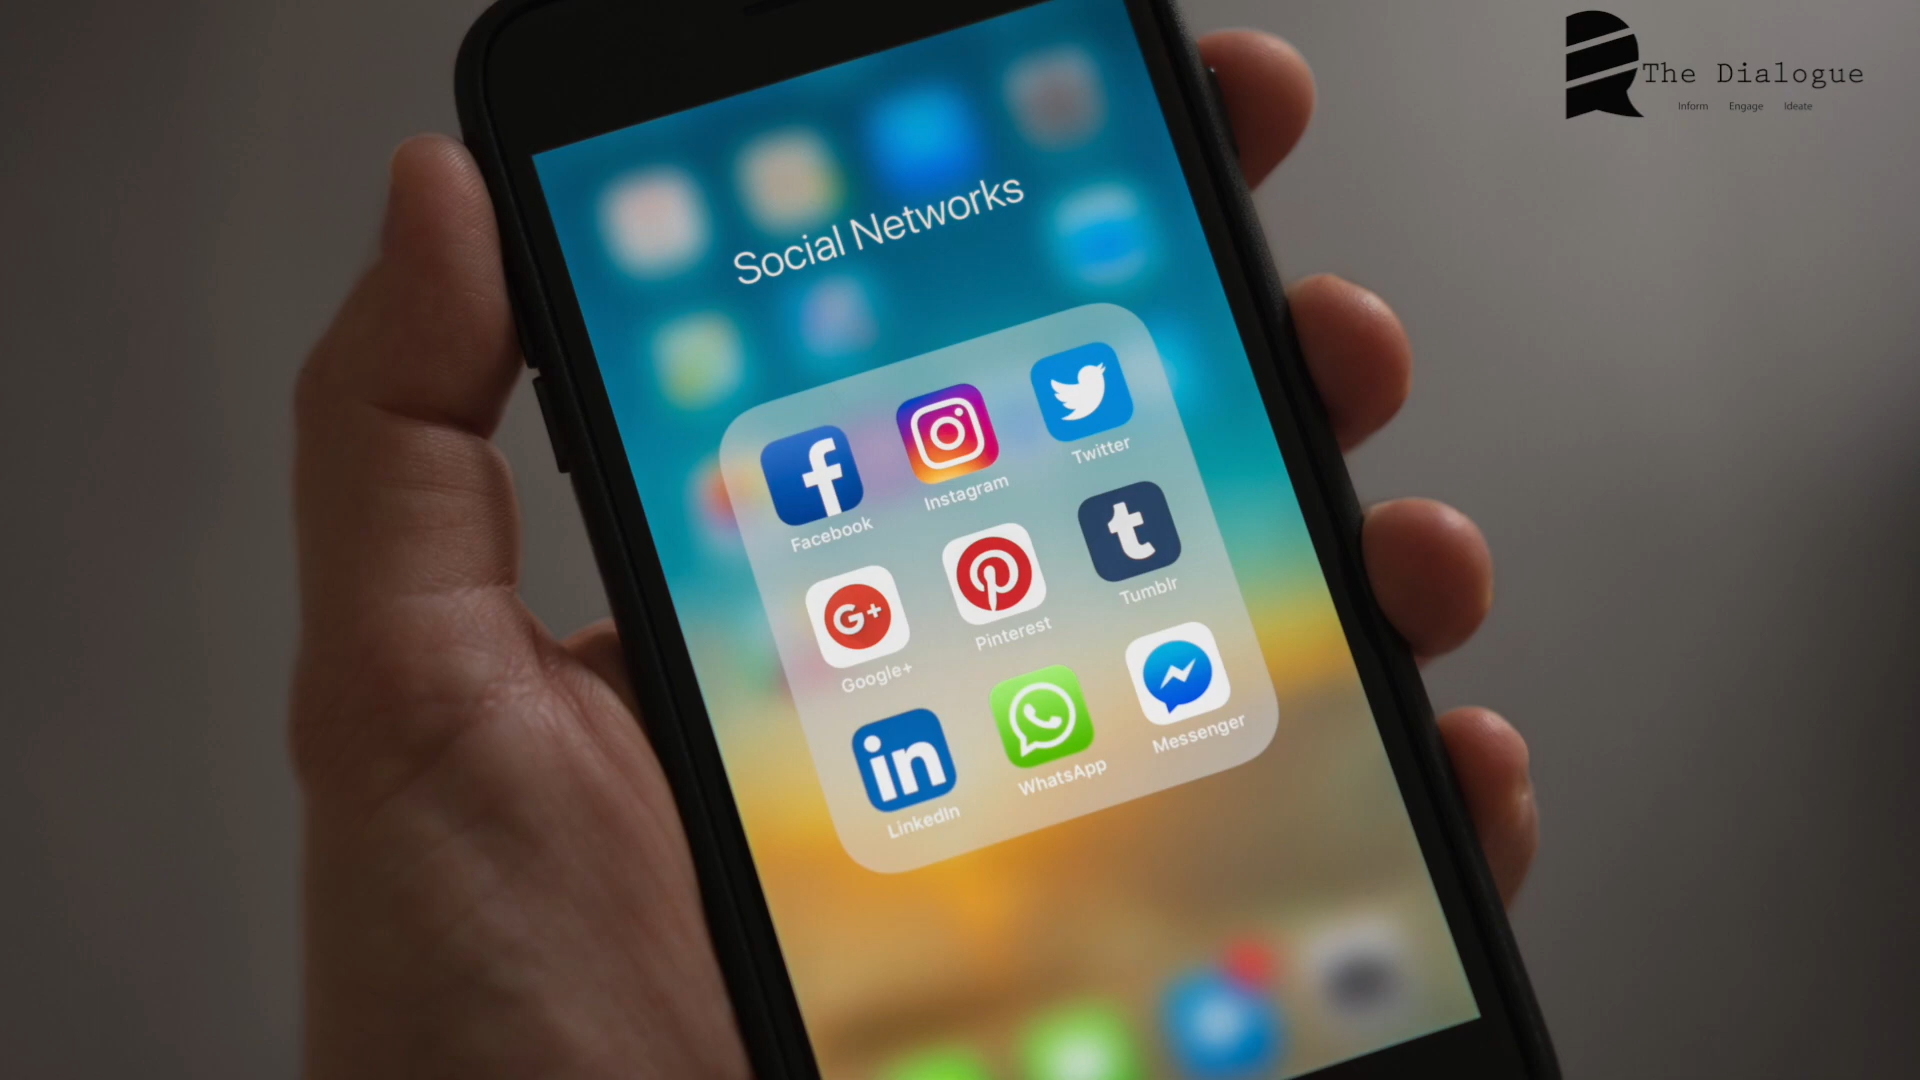 The Dialogue
Inform Engage Ideate
Social Networks
Facebook
Instagram
Twitter
Google+
Pinterest
Tumblr
LinkedIn
WhatsApp
Messenger